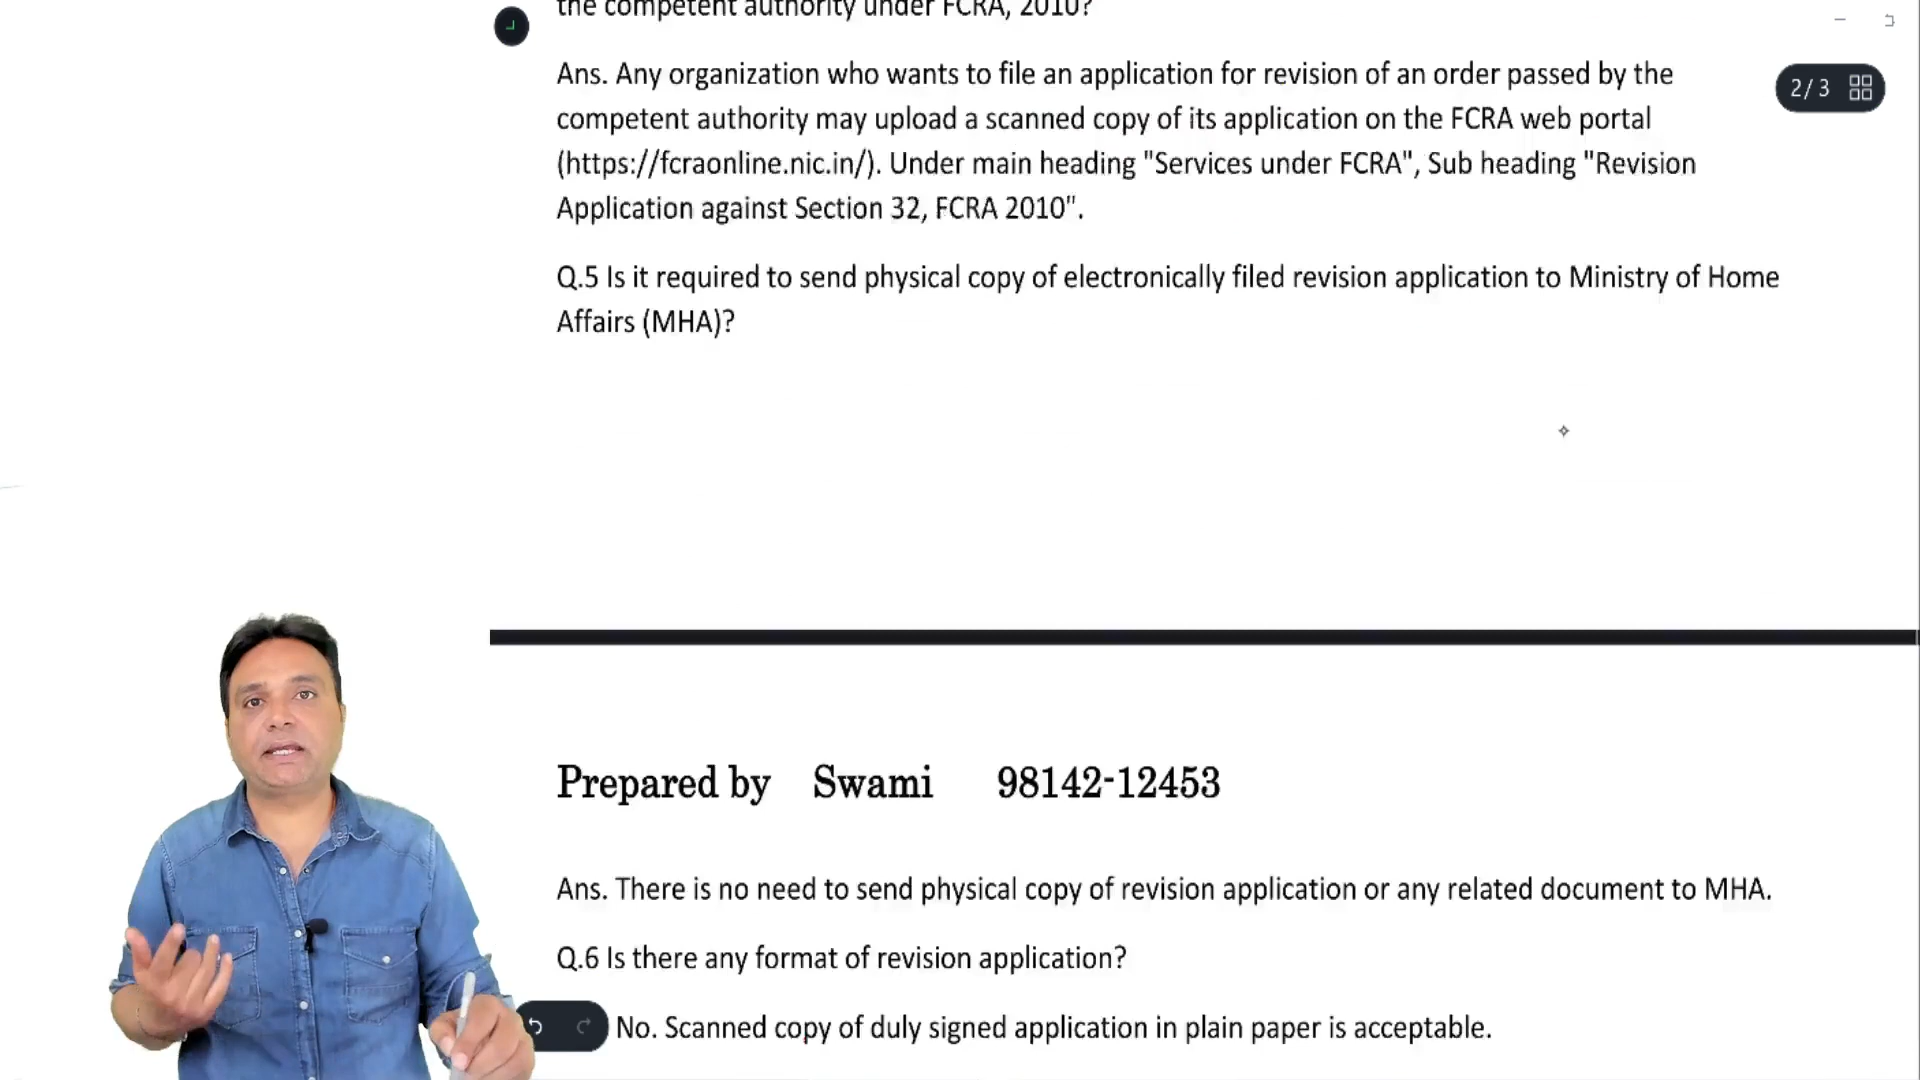 the competent authority under FCRA, 2010?
Ans. Any organization who wants to file an application for revision of an order passed by the
2/3
competent authority may upload a scanned copy of its application on the FCRA web portal
(https://fcraonline.nic.in/). Under main heading "Services under FCRA", Sub heading "Revision
Application against Section 32, FCRA 2010".
Q.5 Is it required to send physical copy of electronically filed revision application to Ministry of Home
Affairs (MHA)?
Prepared by Swami 98142-12453
Ans. There is no need to send physical copy of revision application or any related document to MHA.
Q.6 Is there any format of revision application?
No. Scanned copy of duly signed application in plain paper is acceptable.